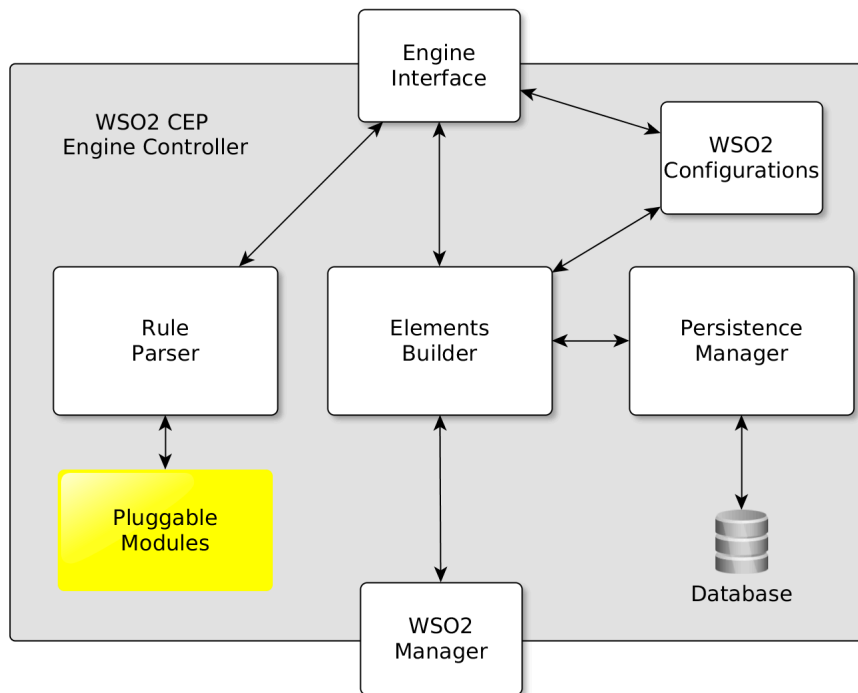 Engine
Interface
WSO2 CEP
Engine Controller
WSO2
Configurations
Rule
Parser
Elements
Builder
Persistence
Manager
Pluggable
Modules
Database
WSO2
Manager